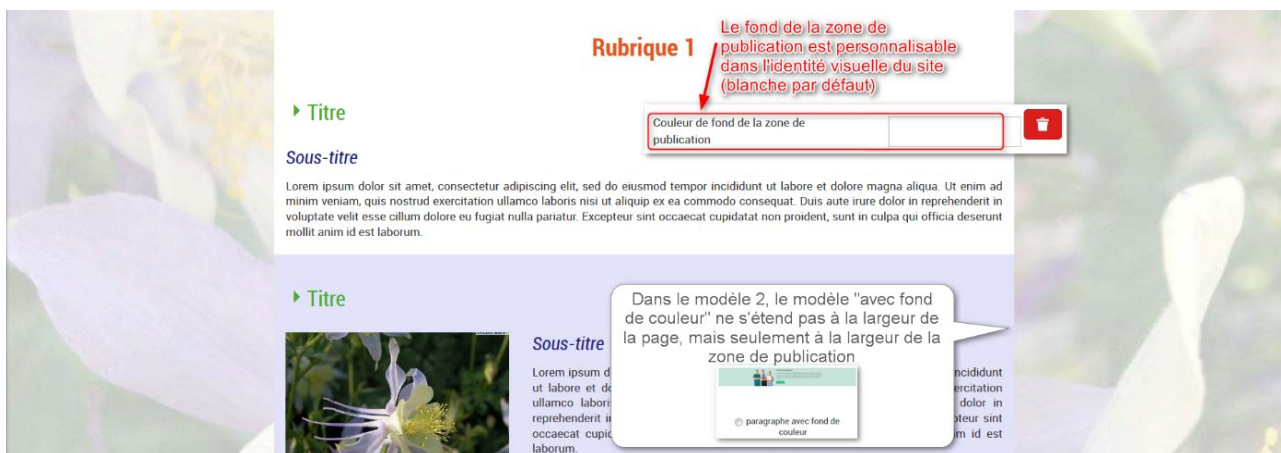 Rubrique 1
Le fond de la zone de
publication est personnalisable
dans l'identité visuelle du site
(blanche par défaut)
Titre
Couleur de fond de la zone de
publication
Sous-titre
Lorem ipsum dolor sit amet, consectetur adipiscing elit, sed do eiusmod tempor incididunt ut labore et dolore magna aliqua. Ut enim ad
minim veniam, quis nostrud exercitation ullamco laboris nisi ut aliquip ex ea commodo consequat. Duis aute irure dolor in reprehenderit in
voluptate velit esse cillum dolore eu fugiat nulla pariatur. Excepteur sint occaecat cupidatat non proident, sunt in culpa qui officia deserunt
mollit anim id est laborum.
Titre
Dans le modèle 2, le modèle "avec fond
de couleur" ne s'étend pas à la largeur de
la page, mais seulement à la largeur de la
zone de publication
paragraphe avec fond de
couleur
Sous-titre
Lorem ipsum
ut labore et
ullamco
reprehenderit
occaecat
laborum.
dolor in
sint
id est